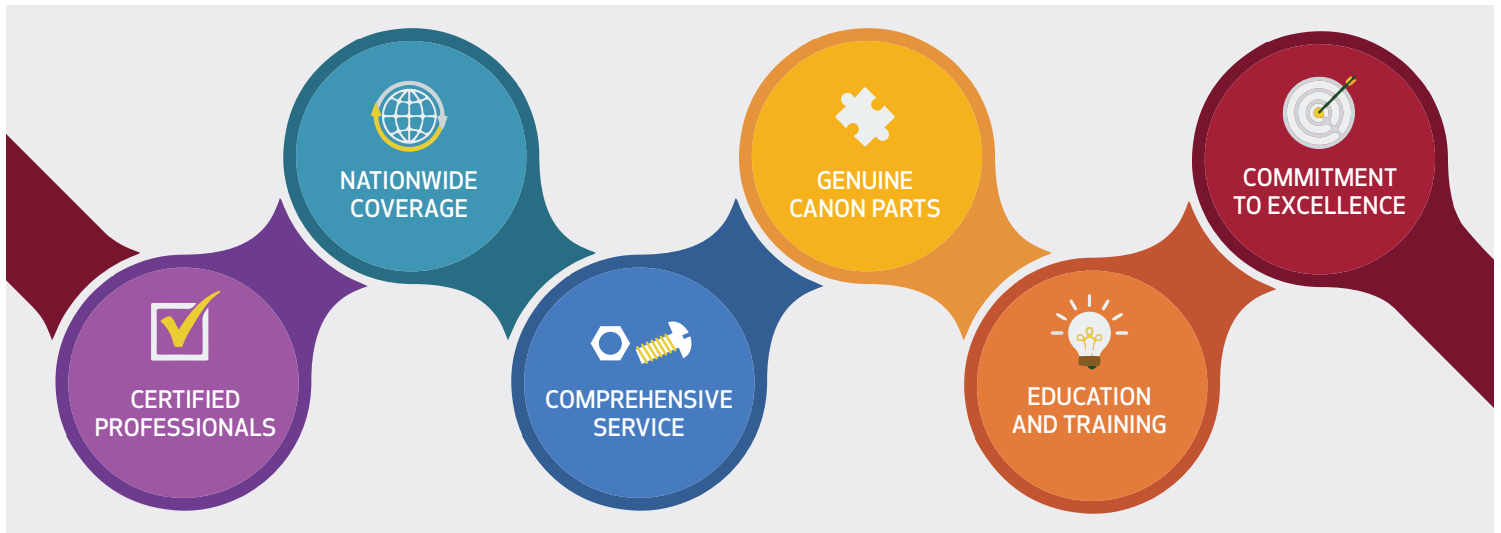 CERTIFIED
PROFESSIONALS
NATIONWIDE
COVERAGE
COMPREHENSIVE
SERVICE
GENUINE
CANON PARTS
EDUCATION
AND TRAINING
COMMITMENT
TO EXCELLENCE